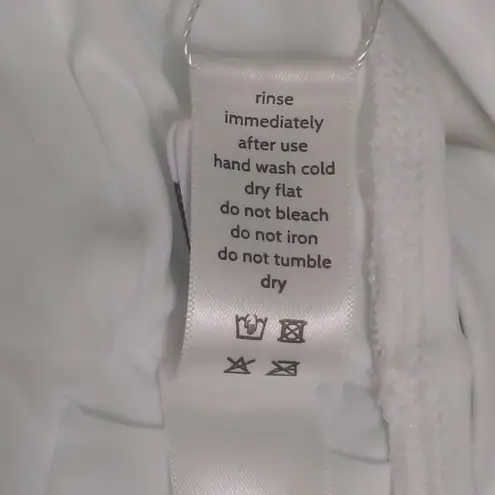 rinse
immediately
after use
hand wash cold
dry flat
do not bleach
do not iron
do not tumble
dry